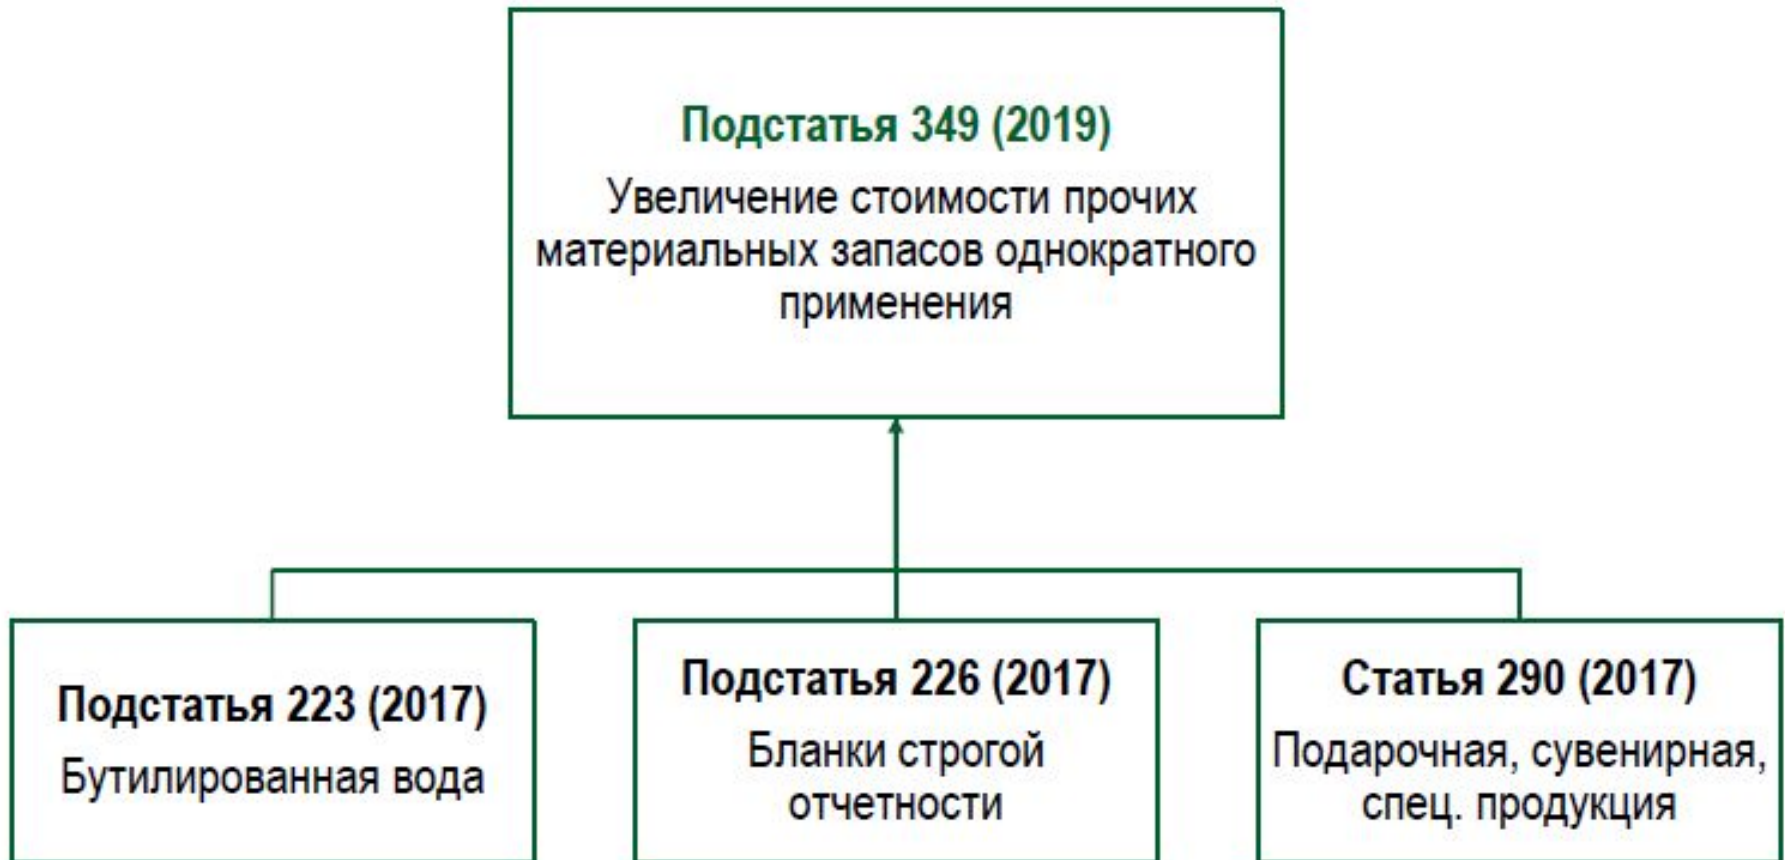 Подстатья 349 (2019)
Увеличение стоимости прочих
материальных запасов однократного
применения
Подстатья 223 (2017)
Бутилированная вода
Подстатья 226 (2017)
Бланки строгой
отчетности
Статья 290 (2017)
Подарочная, сувенирная,
спец. продукция